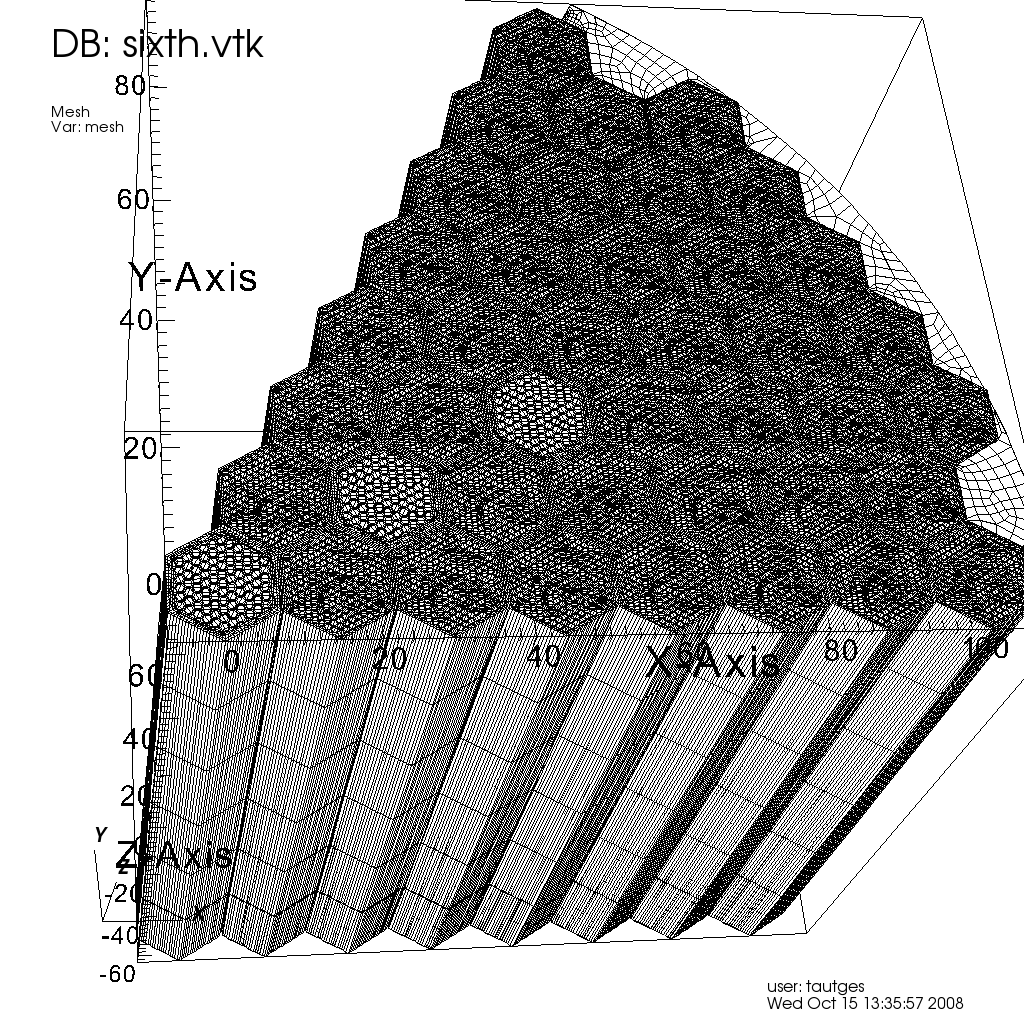 DB: sixth.vtk
Mesh
Var: mesh
80
60
Y-Axis
40
20
0
0 20 40 X-Axis 80 100
60
40
20
Y
Z-Axis
-20
X
-40
-60
user: tautges
Wed Oct 15 13:35:57 2008